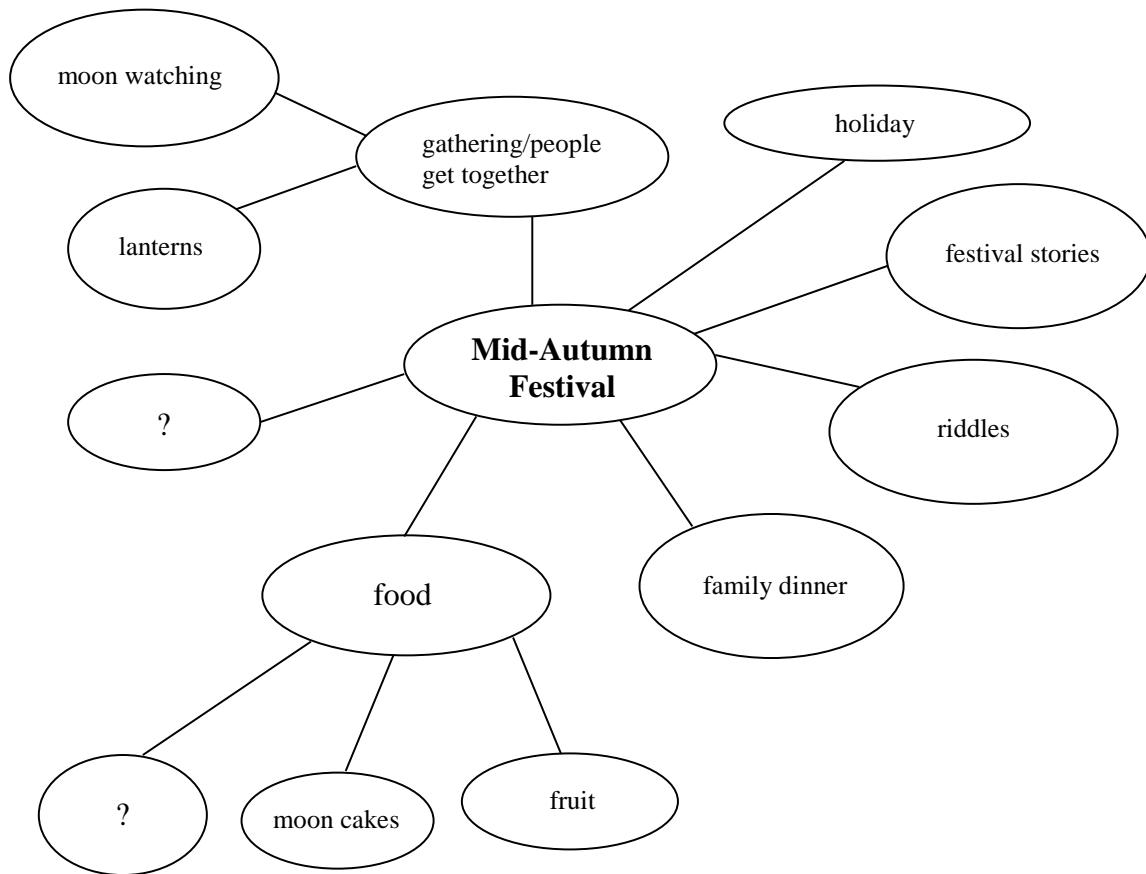 moon watching
holiday
gathering/people
get together
lanterns
festival stories
Mid-Autumn
Festival
?
riddles
food
family dinner
?
moon cakes
fruit